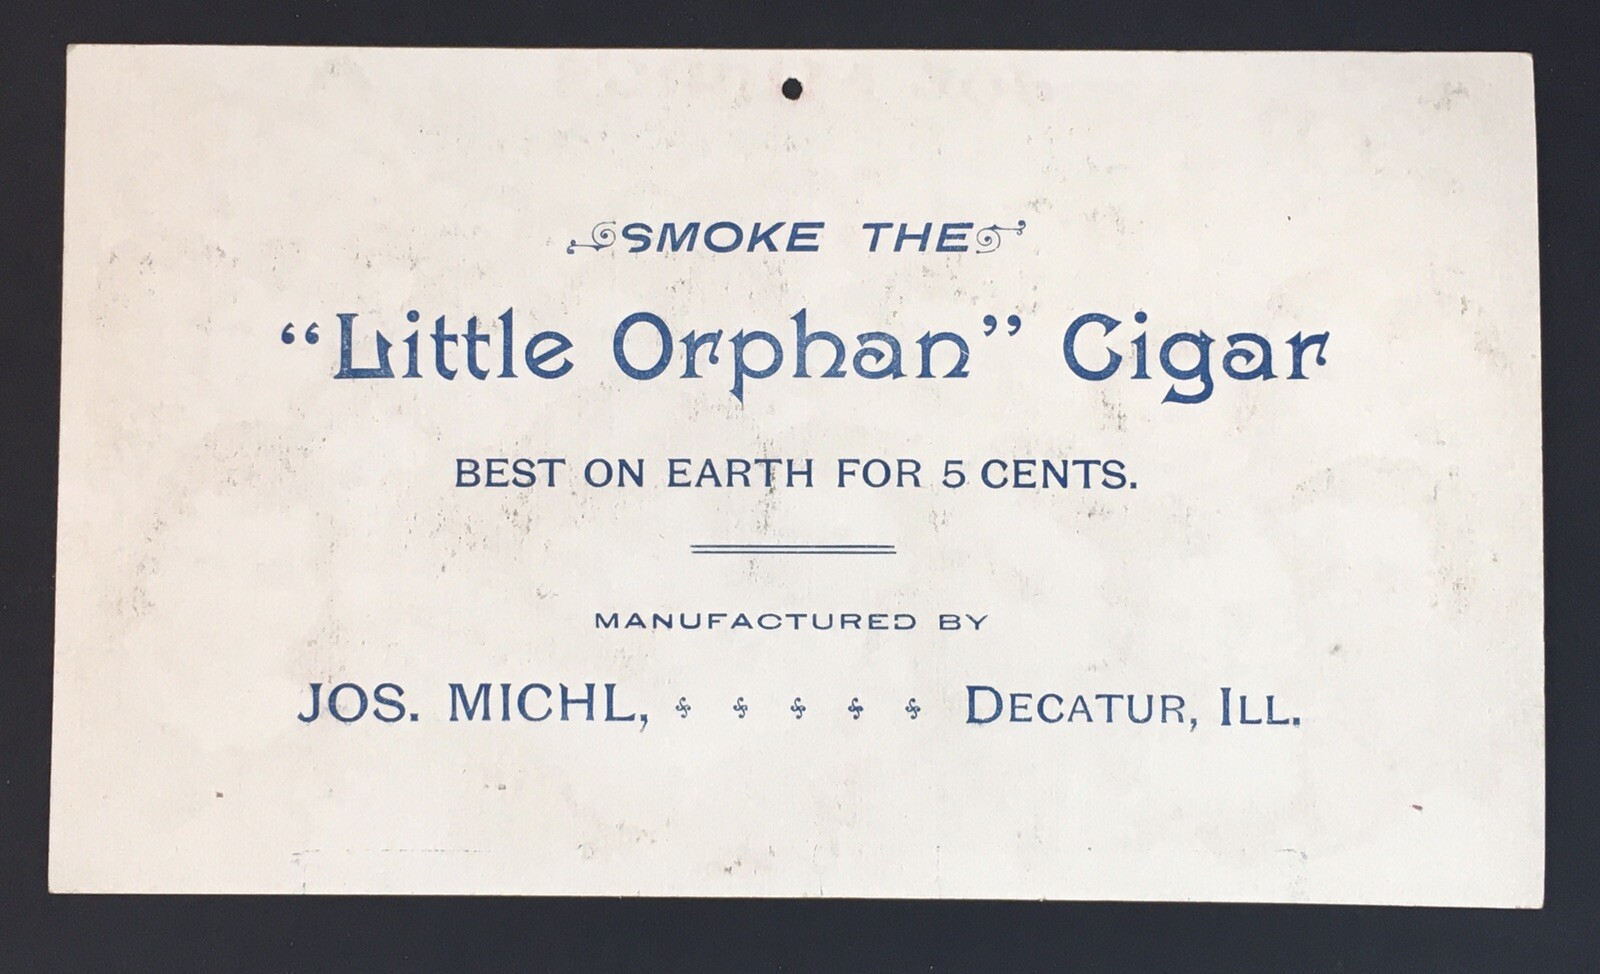 SMOKE THE
“Little Orphan” Cigar
BEST ON EARTH FOR 5 CENTS.
MANUFACTURED BY
JOS. MICHL, DECATUR, ILL.